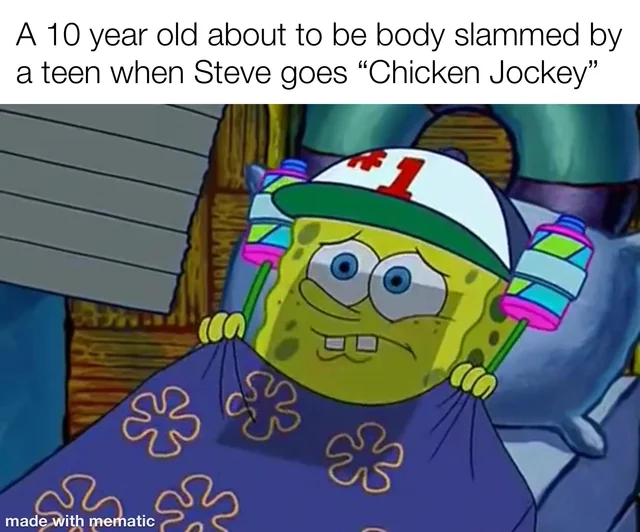 A 10 year old about to be body slammed by
a teen when Steve goes “Chicken Jockey”
#1
made with mematic